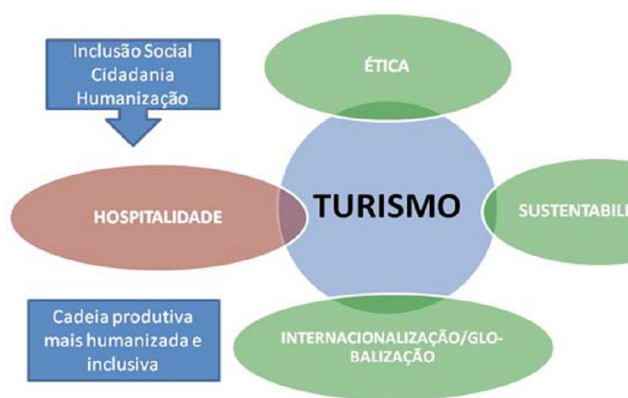 Inclusão Social
Cidadania
Humanização
ÉTICA
HOSPITALIDADE
TURISMO
SUSTENTABILI
Cadeia produtiva
mais humanizada e
inclusiva
INTERNACIONALIZAÇÃO/GLO-
BALIZAÇÃO